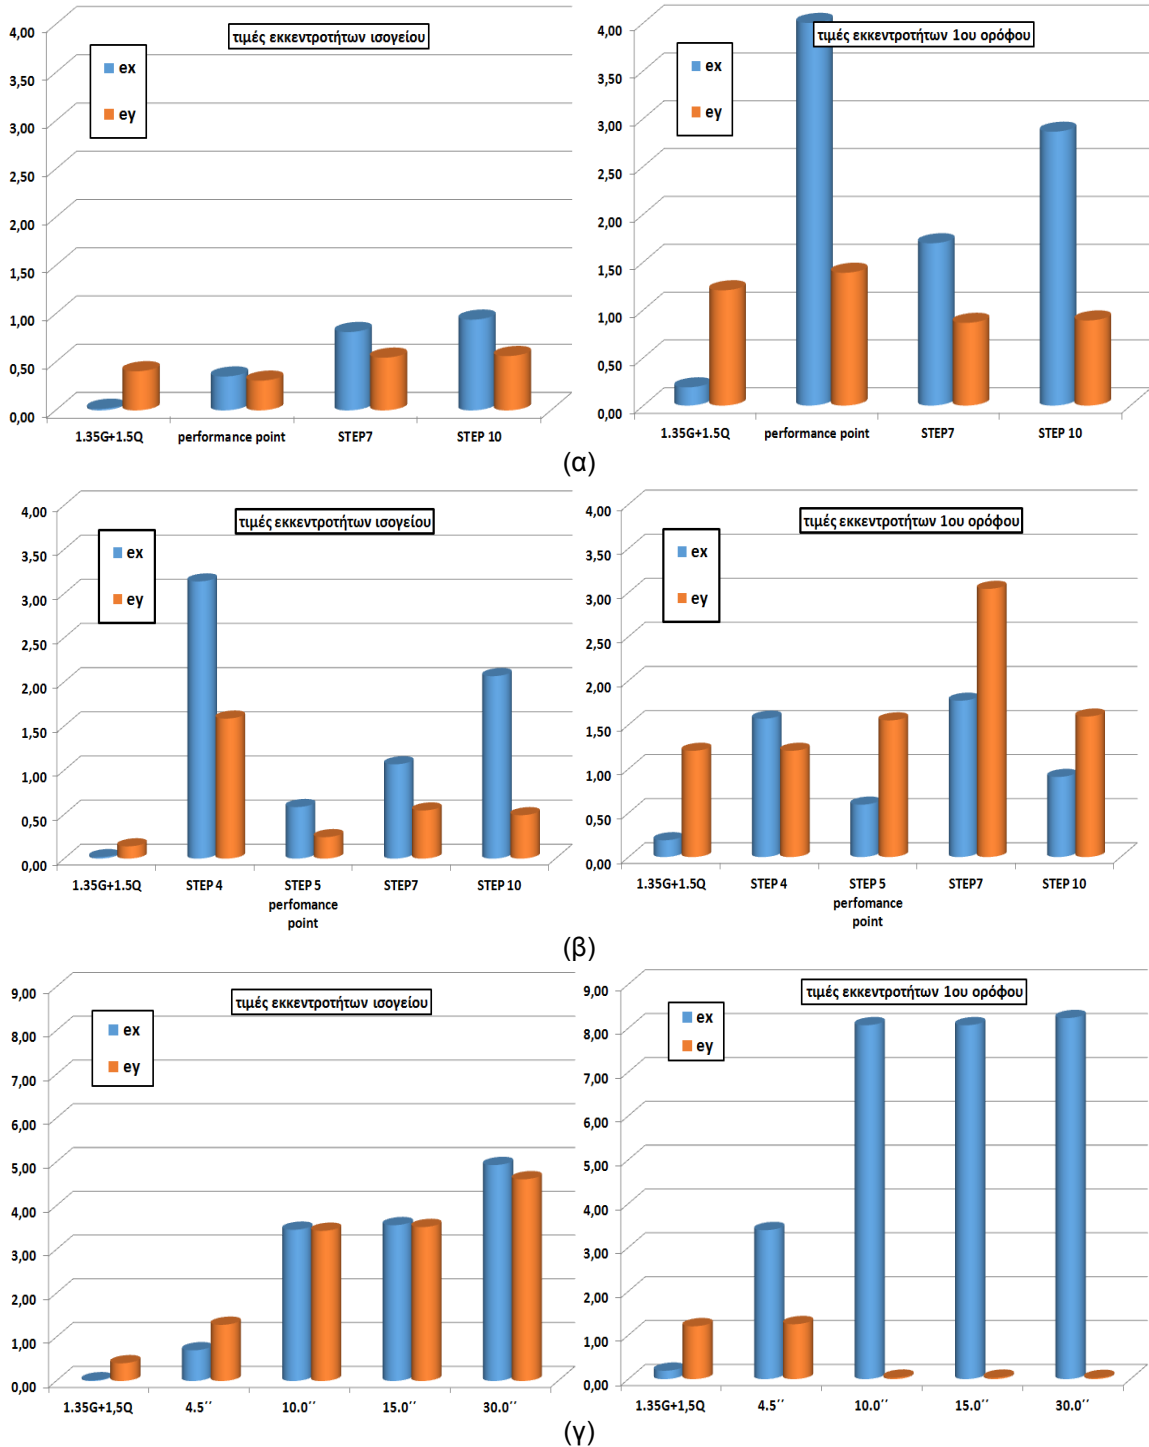 τιμές εκκεντροτήτων ισογείου
ex
ey
4,00
3,50
3,00
2,50
2,00
1,50
1,00
0,50
0,00
1.35G+1.5Q performance point STEP7 STEP 10
τιμές εκκεντροτήτων 1ου ορόφου
ex
ey
4,00
3,50
3,00
2,50
2,00
1,50
1,00
0,50
0,00
1.35G+1.5Q performance point STEP7 STEP 10
(α)
τιμές εκκεντροτήτων ισογείου
ex
ey
4,00
3,50
3,00
2,50
2,00
1,50
1,00
0,50
0,00
1.35G+1.5Q STEP 4 STEP 5 STEP7 STEP 10
perfomance
point
τιμές εκκεντροτήτων 1ου ορόφου
ex
ey
4,00
3,50
3,00
2,50
2,00
1,50
1,00
0,50
0,00
1.35G+1.5Q STEP 4 STEP 5 STEP7 STEP 10
perfomance
point
(β)
τιμές εκκεντροτήτων ισογείου
ex
ey
9,00
8,00
7,00
6,00
5,00
4,00
3,00
2,00
1,00
0,00
1.35G+1,5Q 4.5΄΄ 10.0΄΄ 15.0΄΄ 30.0΄΄
τιμές εκκεντροτήτων 1ου ορόφου
ex
ey
9,00
8,00
7,00
6,00
5,00
4,00
3,00
2,00
1,00
0,00
1.35G+1,5Q 4.5΄΄ 10.0΄΄ 15.0΄΄ 30.0΄΄
(γ)